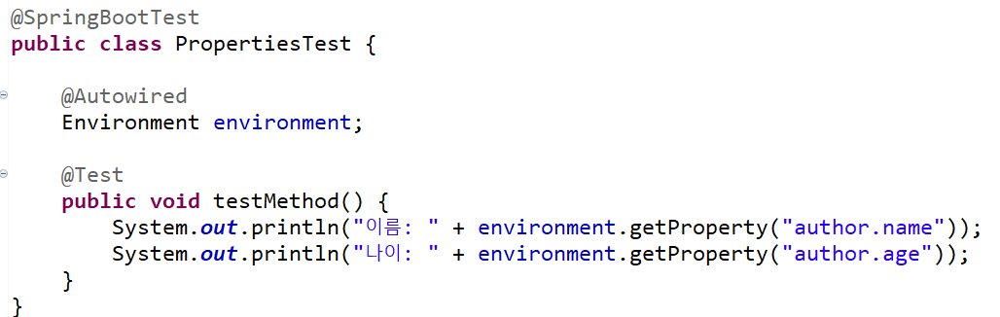 @SpringBootTest
public class PropertiesTest {
@Autowired
Environment environment;
@Test
public void testMethod() {
System.out.println("이름: " + environment.getProperty("author.name"));
System.out.println("나이: " + environment.getProperty("author.age"));
}
}